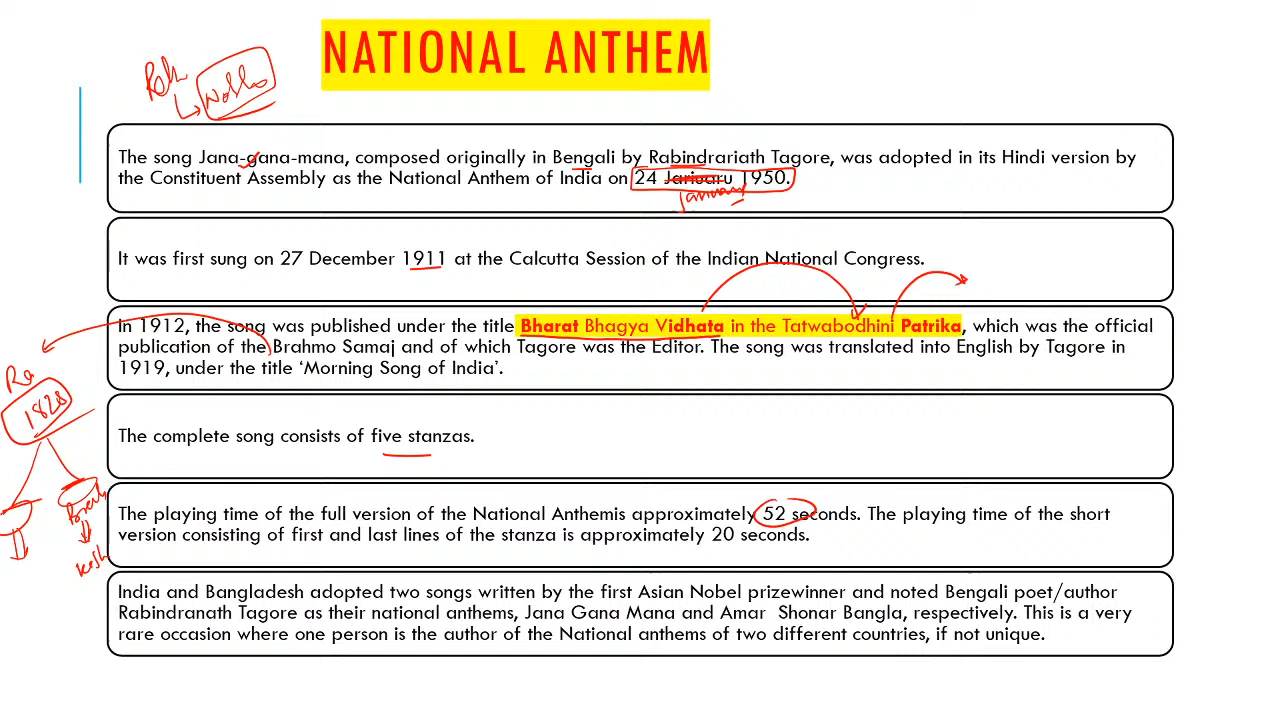 NATIONAL ANTHEM
The song Jana-gana-mana, composed originally in Bengali by Rabindrariath Tagore, was adopted in its Hindi version by
the Constituent Assembly as the National Anthem of India on 24 Jariuaru 1950.
January
It was first sung on 27 December 1911 at the Calcutta Session of the Indian National Congress.
In 1912, the song was published under the title Bharat Bhagya Vidhata in the Tatwabodhini Patrika, which was the official
publication of the Brahmo Samaj and of which Tagore was the Editor. The song was translated into English by Tagore in
1919, under the title ‘Morning Song of India’.
Ra
1828
The complete song consists of five stanzas.
The playing time of the full version of the National Anthemis approximately 52 seconds. The playing time of the short
version consisting of first and last lines of the stanza is approximately 20 seconds.
Kesh
India and Bangladesh adopted two songs written by the first Asian Nobel prizewinner and noted Bengali poet/author
Rabindranath Tagore as their national anthems, Jana Gana Mana and Amar Shonar Bangla, respectively. This is a very
rare occasion where one person is the author of the National anthems of two different countries, if not unique.